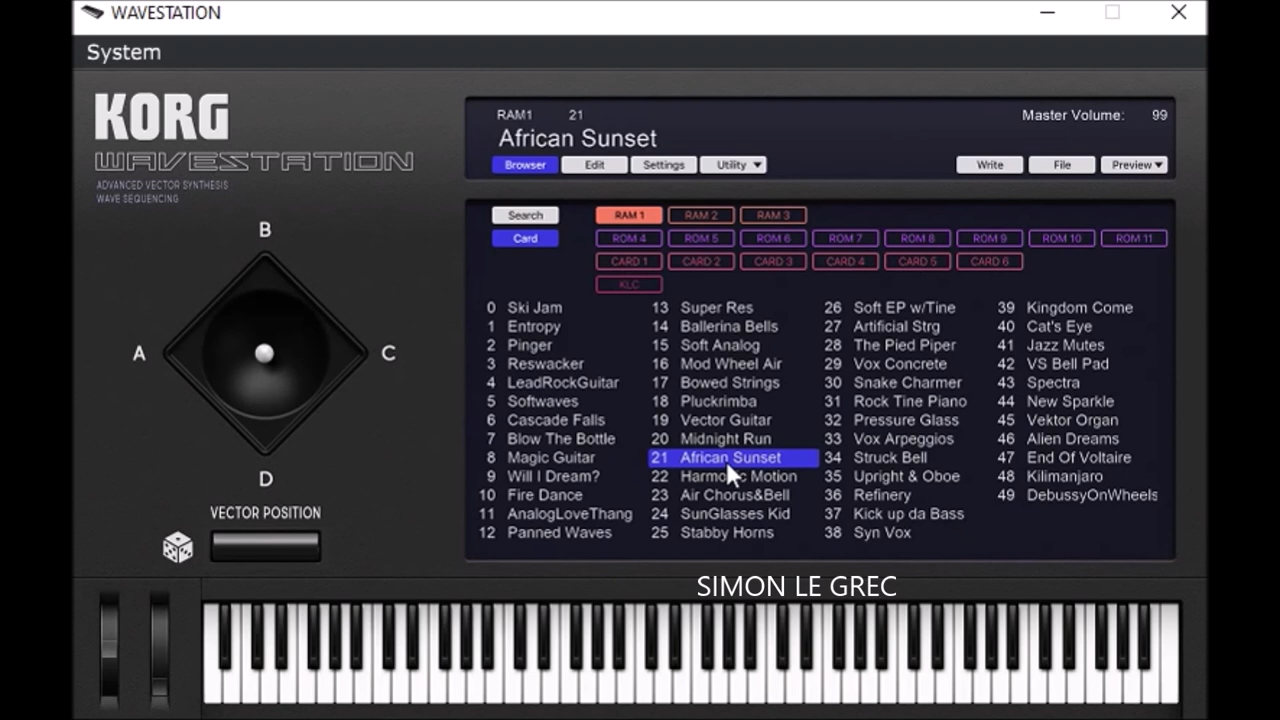 WAVESTATION
System
KORG
WAVESTATION
ADVANCED VECTOR SYNTHESIS
WAVE SEQUENCING
RAM1 21 Master Volume: 99
African Sunset
Browser Edit Settings Utility Write File Preview
Search RAM 1 RAM 2 RAM 3
Card ROM 4 ROM 5 ROM 6 ROM 7 ROM 8 ROM 9 ROM 10 ROM 11
CARD 1 CARD 2 CARD 3 CARD 4 CARD 5 CARD 6
KLC
0 Ski Jam 13 Super Res 26 Soft EP w/Tine 39 Kingdom Come
1 Entropy 14 Ballerina Bells 27 Artificial Strg 40 Cat's Eye
2 Pinger 15 Soft Analog 28 The Pied Piper 41 Jazz Mutes
3 Reswacker 16 Mod Wheel Air 29 Vox Concrete 42 VS Bell Pad
4 LeadRockGuitar 17 Bowed Strings 30 Snake Charmer 43 Spectra
5 Softwaves 18 Pluckrimba 31 Rock Tine Piano 44 New Sparkle
6 Cascade Falls 19 Vector Guitar 32 Pressure Glass 45 Vektor Organ
7 Blow The Bottle 20 Midnight Run 33 Vox Arpeggios 46 Alien Dreams
8 Magic Guitar 21 African Sunset 34 Struck Bell 47 End Of Voltaire
9 Will I Dream? 22 Harmonic Motion 35 Upright & Oboe 48 Kilimanjaro
10 Fire Dance 23 Air Chorus&Bell 36 Refinery 49 DebussyOnWheels
11 AnalogLoveThang 24 SunGlasses Kid 37 Kick up da Bass
12 Panned Waves 25 Stabby Horns 38 Syn Vox
B
A C
D
VECTOR POSITION
SIMON LE GREC